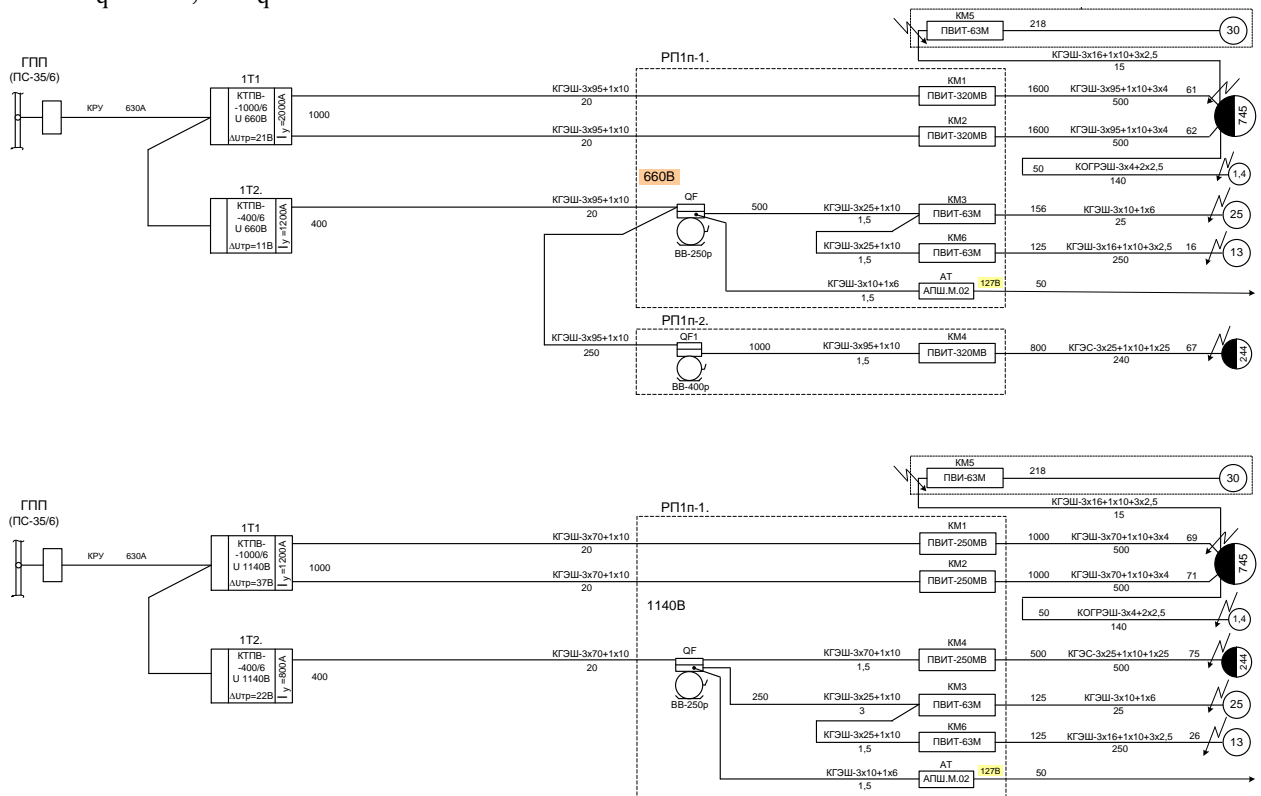 КМ5
ПВИТ-63М
218
30
КГЭШ-3х16+1х10+3х2,5
15
ГПП
(ПС-35/6)
КРУ 630А
1Т1
КТПВ-
-1000/6
U 660В
ΔUтр=21В
I у =2000А
1000
КГЭШ-3х95+1х10
20
КГЭШ-3х95+1х10
20
РП1п-1.
КМ1
ПВИТ-320МВ
1600 КГЭШ-3х95+1х10+3х4 61
500
КМ2
ПВИТ-320МВ
1600 КГЭШ-3х95+1х10+3х4 62
500
745
50 КОГРЭШ-3х4+2х2,5
140
1,4
1Т2.
КТПВ-
-400/6
U 660В
ΔUтр=11В
I у =1200А
400
КГЭШ-3х95+1х10
20
660В
QF
ВВ-250р
500
КГЭШ-3х25+1х10
1,5
КМ3
ПВИТ-63М
156 КГЭШ-3х10+1х6
25
25
КГЭШ-3х25+1х10
1,5
КМ6
ПВИТ-63М
125 КГЭШ-3х16+1х10+3х2,5 16
250
13
КГЭШ-3х10+1х6
1,5
АТ
АПШ.М.02
127В
50
РП1п-2.
КГЭШ-3х95+1х10
250
QF1
ВВ-400р
1000
КГЭШ-3х95+1х10
1,5
КМ4
ПВИТ-320МВ
800 КГЭС-3х25+1х10+1х25 67
240
244
КМ5
ПВИ-63М
218
30
КГЭШ-3х16+1х10+3х2,5
15
ГПП
(ПС-35/6)
КРУ 630А
1Т1
КТПВ-
-1000/6
U 1140В
ΔUтр=37В
I у =1200А
1000
КГЭШ-3х70+1х10
20
КГЭШ-3х70+1х10
20
РП1п-1.
КМ1
ПВИТ-250МВ
1000 КГЭШ-3х70+1х10+3х4 69
500
КМ2
ПВИТ-250МВ
1000 КГЭШ-3х70+1х10+3х4 71
500
745
1140В
50 КОГРЭШ-3х4+2х2,5
140
1,4
1Т2.
КТПВ-
-400/6
U 1140В
ΔUтр=22В
I у =800А
400
КГЭШ-3х70+1х10
20
QF
ВВ-250р
КГЭШ-3х70+1х10
1,5
КМ4
ПВИТ-250МВ
500 КГЭС-3х25+1х10+1х25 75
500
244
250
КГЭШ-3х25+1х10
3
КМ3
ПВИТ-63М
125 КГЭШ-3х10+1х6
25
25
КГЭШ-3х25+1х10
1,5
КМ6
ПВИТ-63М
125 КГЭШ-3х16+1х10+3х2,5 26
250
13
КГЭШ-3х10+1х6
1,5
АТ
АПШ.М.02
127В
50